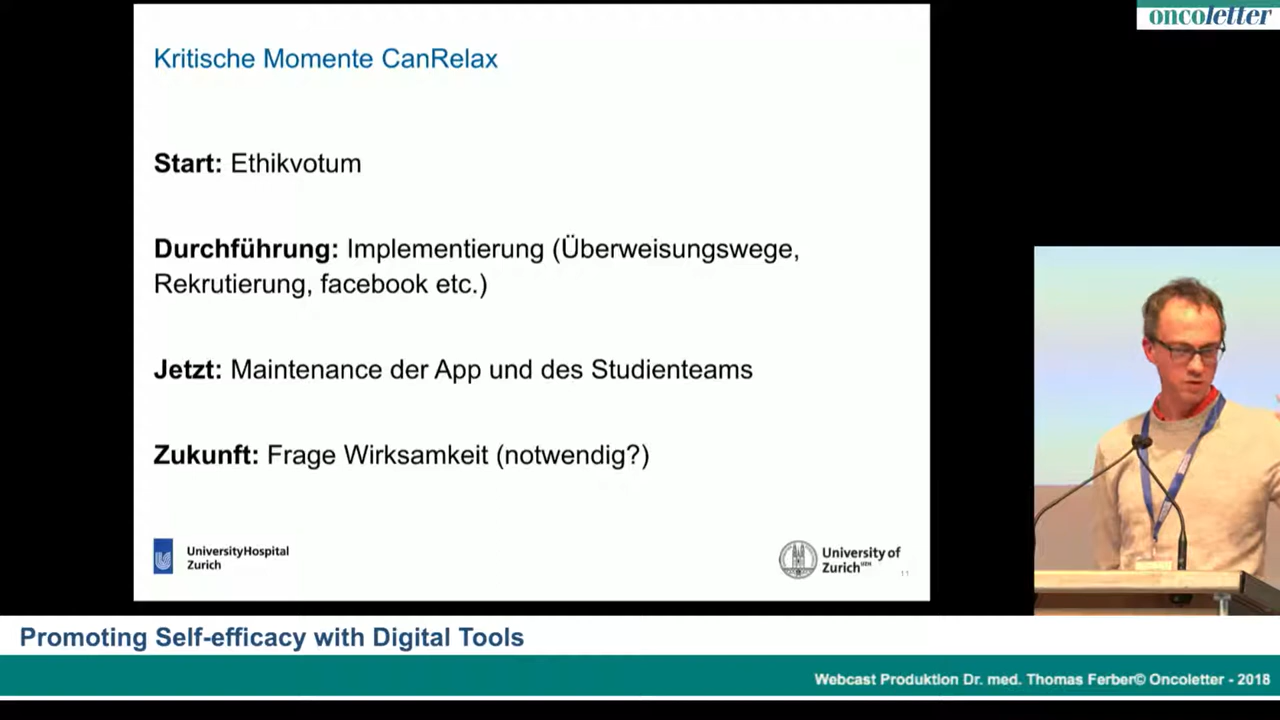 oncoletter
Kritische Momente CanRelax
Start: Ethikvotum
Durchführung: Implementierung (Überweisungswege,
Rekrutierung, facebook etc.)
Jetzt: Maintenance der App und des Studienteams
Zukunft: Frage Wirksamkeit (notwendig?)
UniversityHospital
Zurich
University of
Zurich UZH
11
Promoting Self-efficacy with Digital Tools
Webcast Produktion Dr. med. Thomas Ferber© Oncoletter - 2018